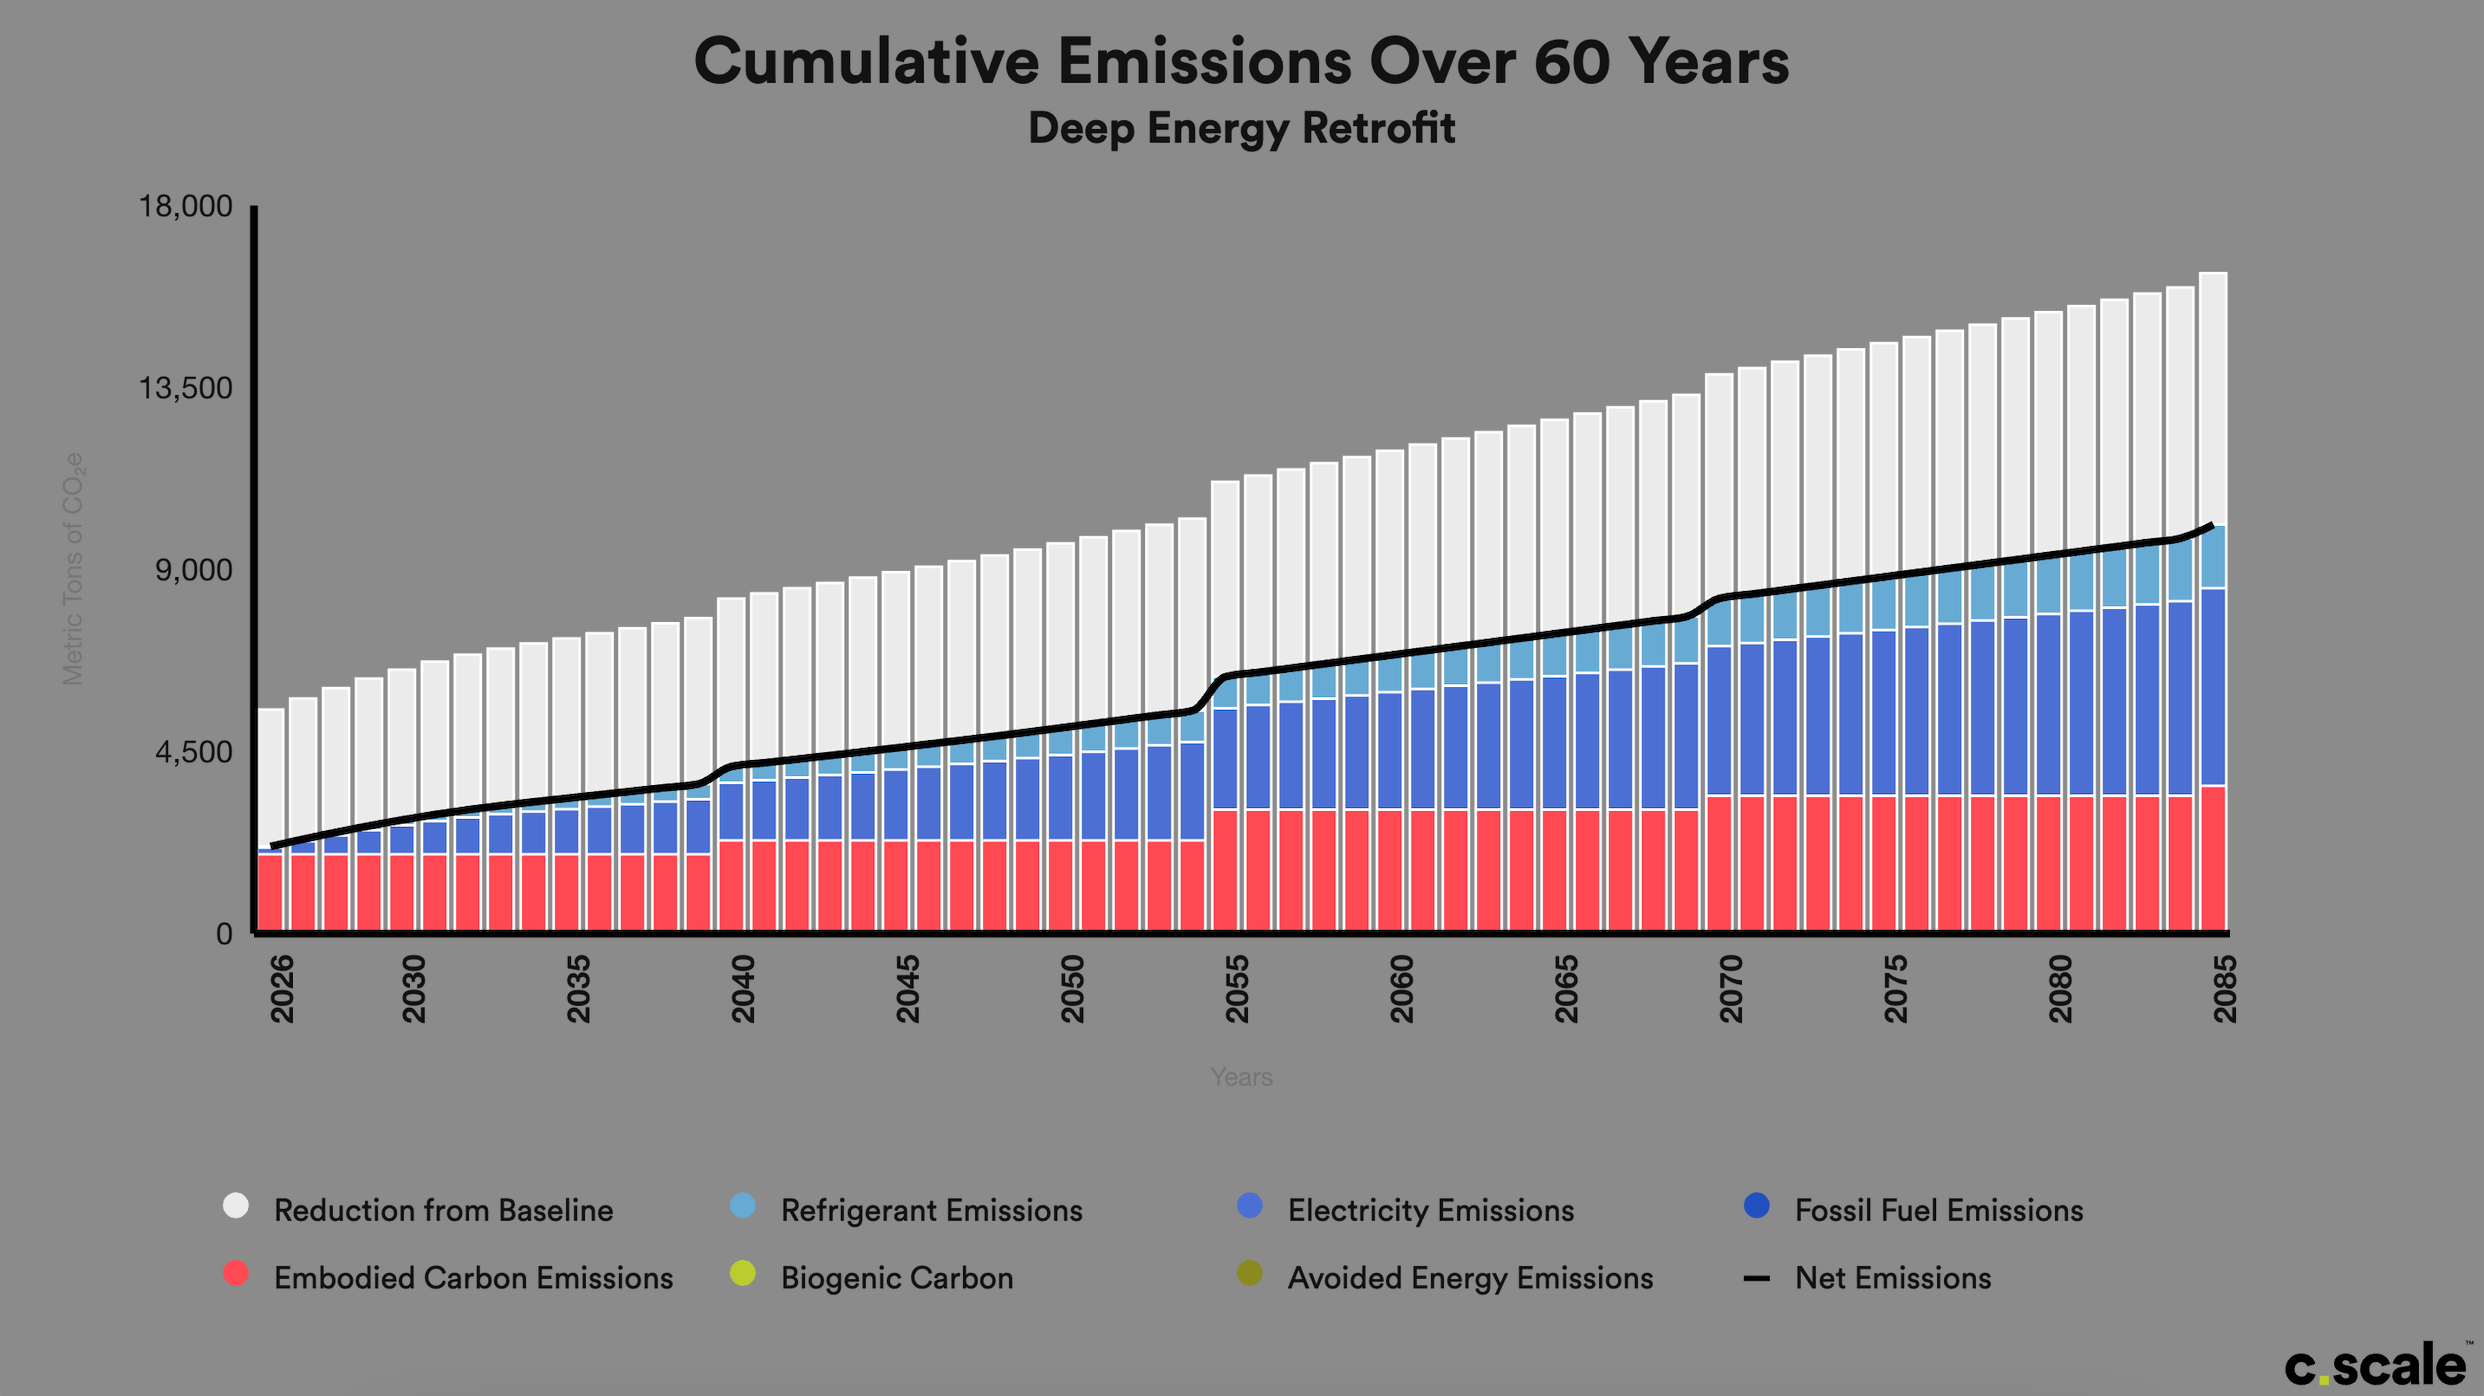 Cumulative Emissions Over 60 Years
Deep Energy Retrofit
Metric Tons of CO₂e
18,000
13,500
9,000
4,500
0
2026 2030 2035 2040 2045 2050 2055 2060 2065 2070 2075 2080 2085
Years
Reduction from Baseline Refrigerant Emissions Electricity Emissions Fossil Fuel Emissions
Embodied Carbon Emissions Biogenic Carbon Avoided Energy Emissions Net Emissions
c.scale™